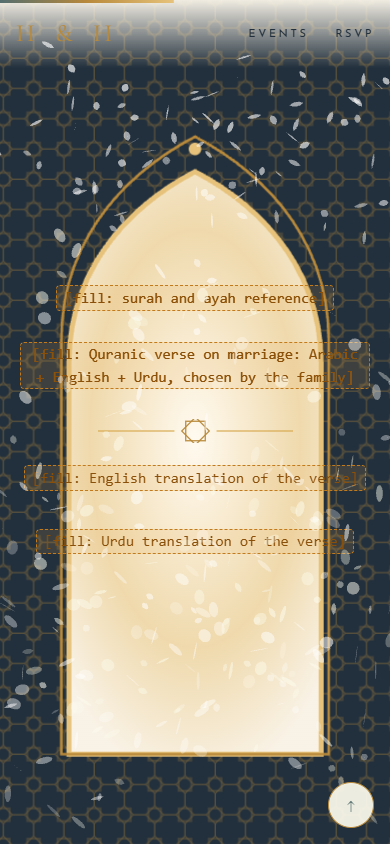 H & H
EVENTS RSVP
[fill: surah and ayah reference]
[fill: Quranic verse on marriage: Arabic
+ English + Urdu, chosen by the family]
[fill: English translation of the verse]
[fill: Urdu translation of the verse]
↑